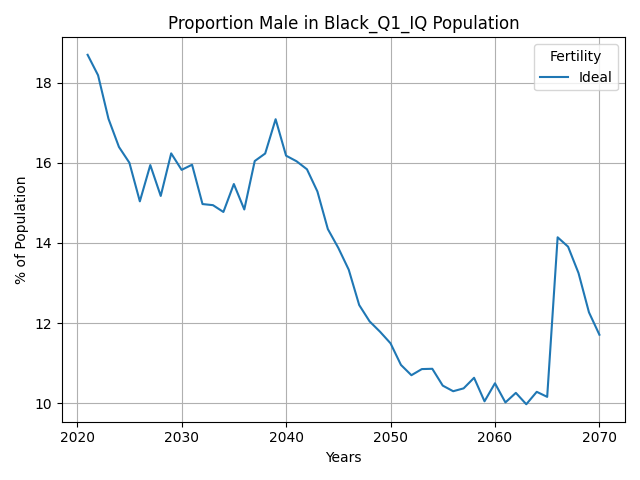 Proportion Male in Black_Q1_IQ Population
Fertility
Ideal
% of Population
18
16
14
12
10
2020 2030 2040 2050 2060 2070
Years